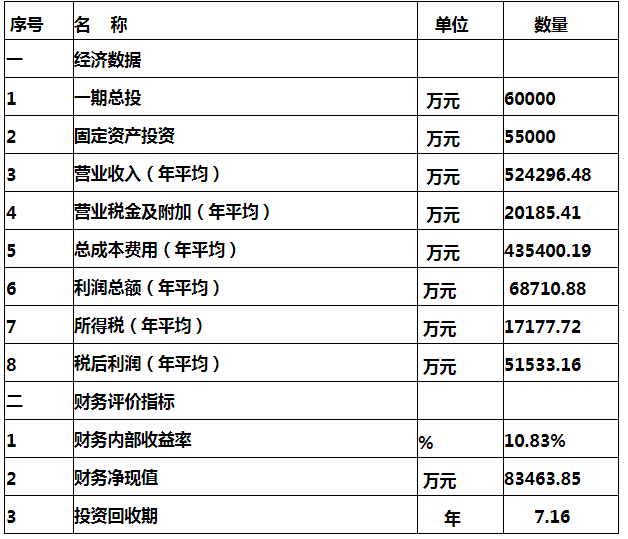 序号 名 称 单位 数量
一 经济数据
1 一期总投 万元 60000
2 固定资产投资 万元 55000
3 营业收入（年平均） 万元 524296.48
4 营业税金及附加（年平均） 万元 20185.41
5 总成本费用（年平均） 万元 435400.19
6 利润总额（年平均） 万元 68710.88
7 所得税（年平均） 万元 17177.72
8 税后利润（年平均） 万元 51533.16
二 财务评价指标
1 财务内部收益率 % 10.83%
2 财务净现值 万元 83463.85
3 投资回收期 年 7.16